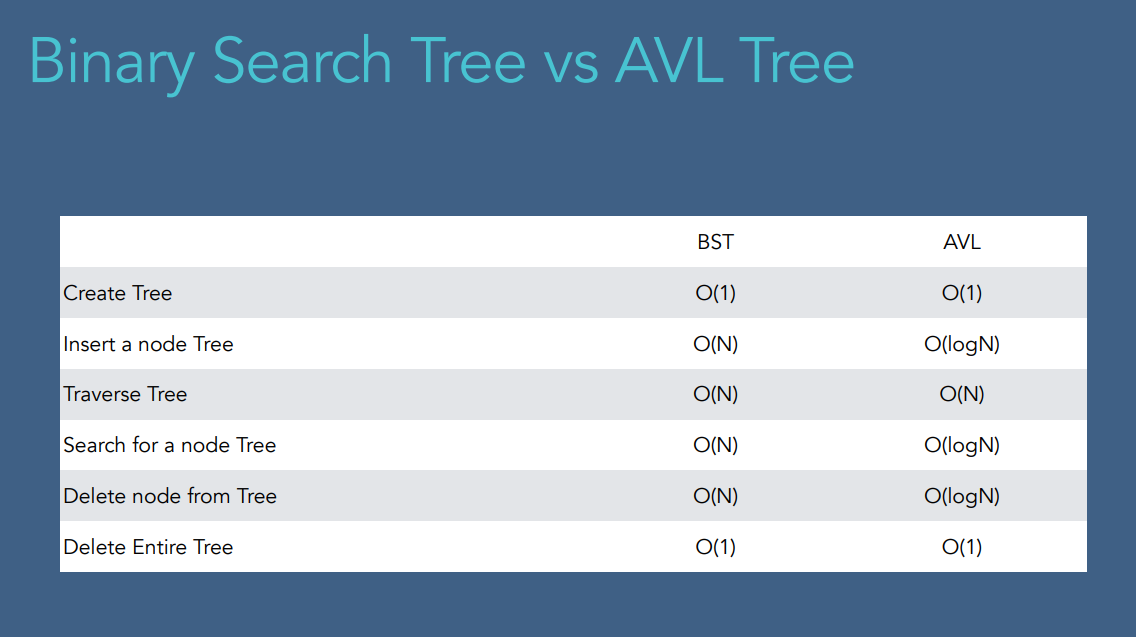 Binary Search Tree vs AVL Tree
BST AVL
Create Tree O(1) O(1)
Insert a node Tree O(N) O(logN)
Traverse Tree O(N) O(N)
Search for a node Tree O(N) O(logN)
Delete node from Tree O(N) O(logN)
Delete Entire Tree O(1) O(1)